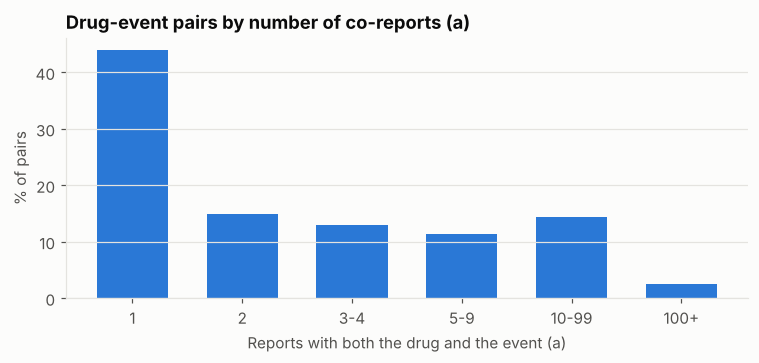 Drug-event pairs by number of co-reports (a)
% of pairs
40
30
20
10
0
1 2 3-4 5-9 10-99 100+
Reports with both the drug and the event (a)